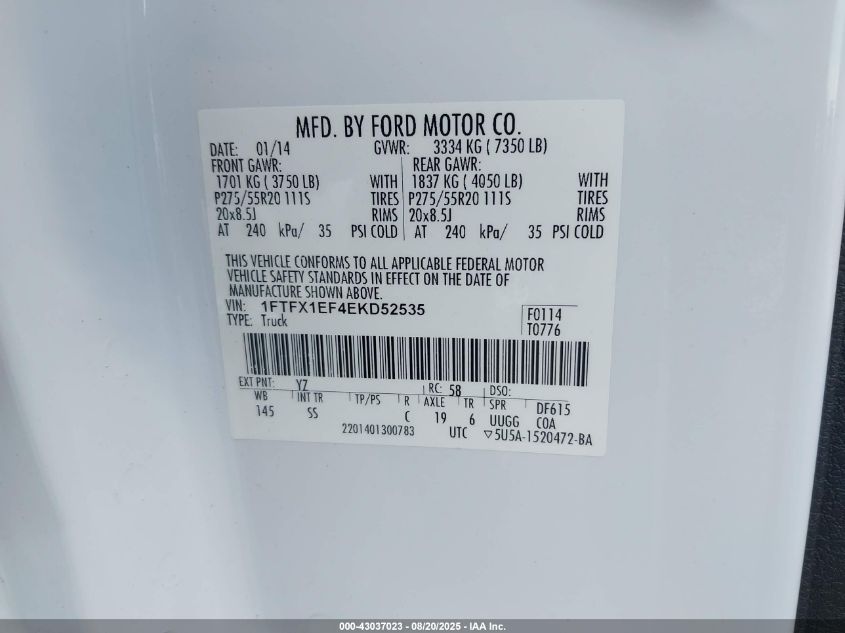 MFD. BY FORD MOTOR CO.
DATE: 01/14 GVWR: 3334 KG ( 7350 LB)
FRONT GAWR: REAR GAWR:
1701 KG ( 3750 LB) WITH 1837 KG ( 4050 LB) WITH
P275/55R20 111S TIRES P275/55R20 111S TIRES
20x8.5J RIMS 20x8.5J RIMS
AT 240 kPa/ 35 PSI COLD AT 240 kPa/ 35 PSI COLD
THIS VEHICLE CONFORMS TO ALL APPLICABLE FEDERAL MOTOR
VEHICLE SAFETY STANDARDS IN EFFECT ON THE DATE OF
MANUFACTURE SHOWN ABOVE.
VIN: 1FTFX1EF4EKD52535 F0114
TYPE: Truck T0776
EXT PNT: YZ RC: 58 DSO:
WB INT TR TP/PS R AXLE TR SPR DF615
145 SS C 19 6 UUGG COA
2201401300783 UTC ▽5U5A-1520472-BA
000-43037023 - 08/20/2025 - IAA Inc.